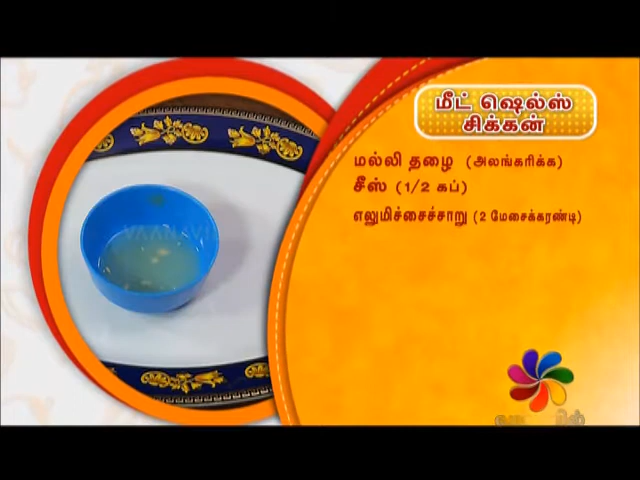 மீட் ஷெல்ஸ்
சிக்கன்
மல்லி தழை (அலங்கரிக்க)
சீஸ் (1/2 கப்)
எலுமிச்சைச்சாறு (2 மேசைக்கரண்டி)